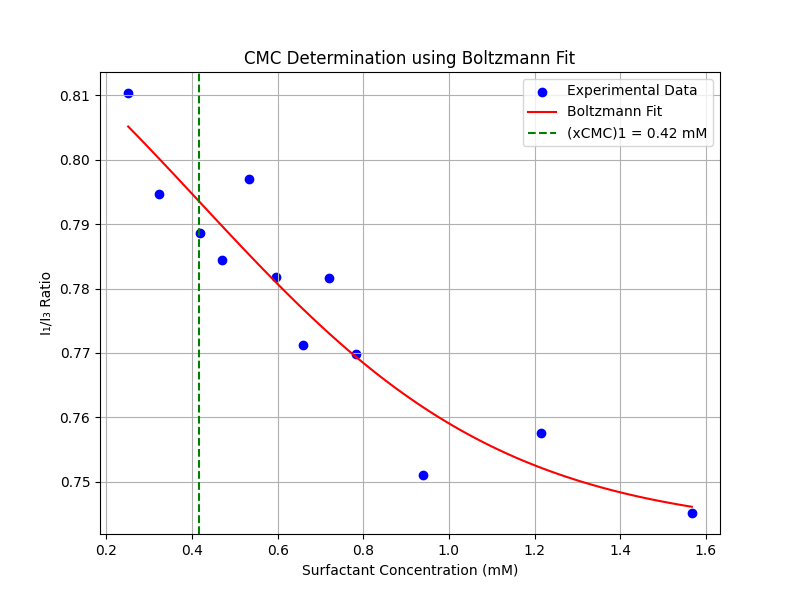 CMC Determination using Boltzmann Fit
Experimental Data
Boltzmann Fit
(xCMC)1 = 0.42 mM
I₁/I₃ Ratio
0.81
0.80
0.79
0.78
0.77
0.76
0.75
0.2 0.4 0.6 0.8 1.0 1.2 1.4 1.6
Surfactant Concentration (mM)